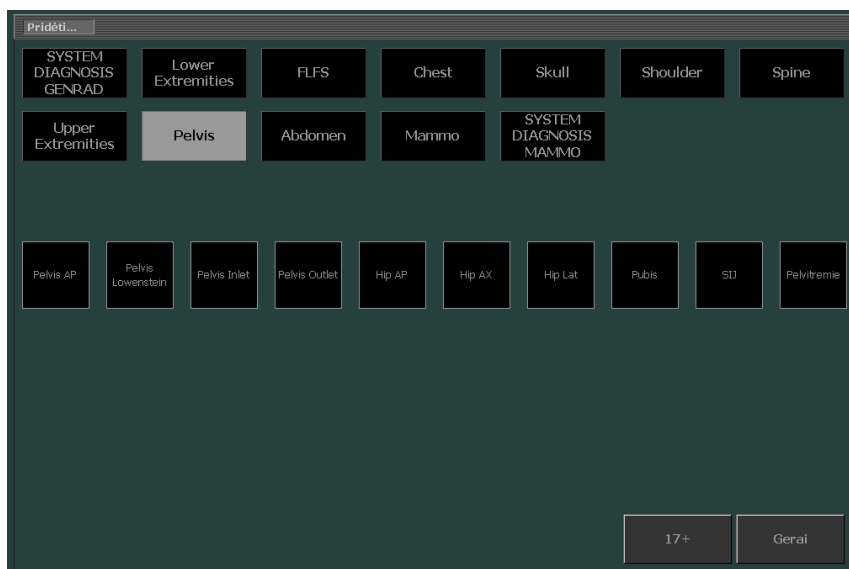 Pridėti...
SYSTEM
DIAGNOSIS
GENRAD
Lower
Extremities
FLFS
Chest
Skull
Shoulder
Spine
Upper
Extremities
Pelvis
Abdomen
Mammo
SYSTEM
DIAGNOSIS
MAMMO
Pelvis AP
Pelvis
Lowenstein
Pelvis Inlet
Pelvis Outlet
Hip AP
Hip AX
Hip Lat
Pubis
SIJ
Pelvitremie
17+
Gerai